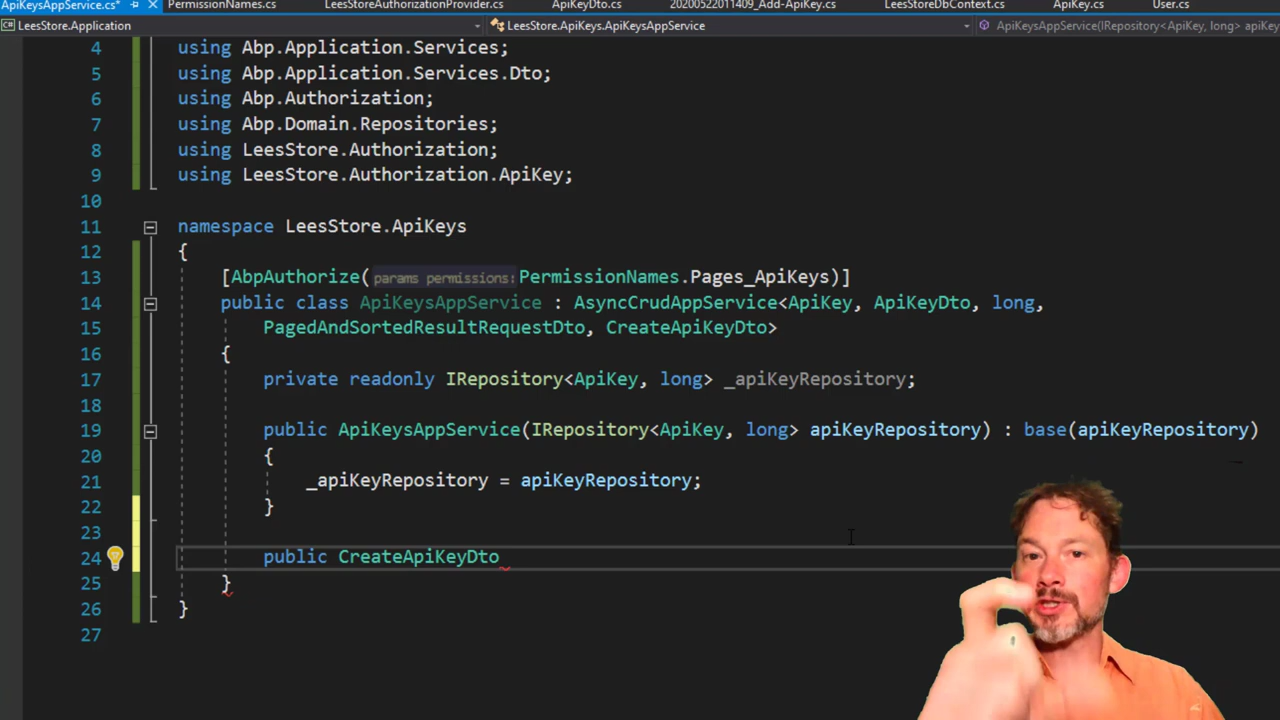 ApiKeysAppService.cs* PermissionNames.cs LeesStoreAuthorizationProvider.cs ApiKeyDto.cs 20200522011409_Add-ApiKey.cs LeesStoreDbContext.cs ApiKey.cs User.cs
LeesStore.Application LeesStore.ApiKeys.ApiKeysAppService ApiKeysAppService(IRepository<ApiKey, long> apiKey
4 using Abp.Application.Services;
5 using Abp.Application.Services.Dto;
6 using Abp.Authorization;
7 using Abp.Domain.Repositories;
8 using LeesStore.Authorization;
9 using LeesStore.Authorization.ApiKey;
10
11 namespace LeesStore.ApiKeys
12 {
13 [AbpAuthorize(params permissions:PermissionNames.Pages_ApiKeys)]
14 public class ApiKeysAppService : AsyncCrudAppService<ApiKey, ApiKeyDto, long,
15 PagedAndSortedResultRequestDto, CreateApiKeyDto>
16 {
17 private readonly IRepository<ApiKey, long> _apiKeyRepository;
18
19 public ApiKeysAppService(IRepository<ApiKey, long> apiKeyRepository) : base(apiKeyRepository)
20 {
21 _apiKeyRepository = apiKeyRepository;
22 }
23
24 public CreateApiKeyDto
25 }
26 }
27